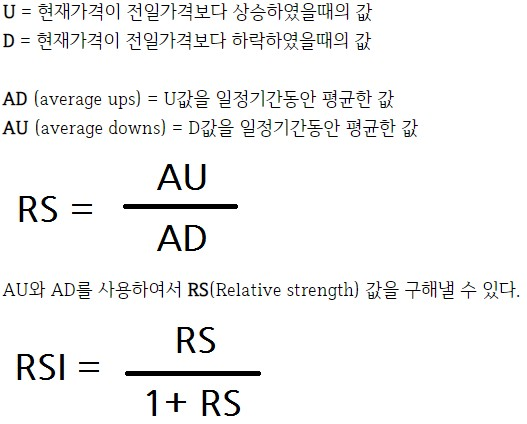 U = 현재가격이 전일가격보다 상승하였을때의 값
D = 현재가격이 전일가격보다 하락하였을때의 값
AD (average ups) = U값을 일정기간동안 평균한 값
AU (average downs) = D값을 일정기간동안 평균한 값
RS = AU
AD
AU와 AD를 사용하여서 RS(Relative strength) 값을 구해낼 수 있다.
RSI = RS
1+ RS